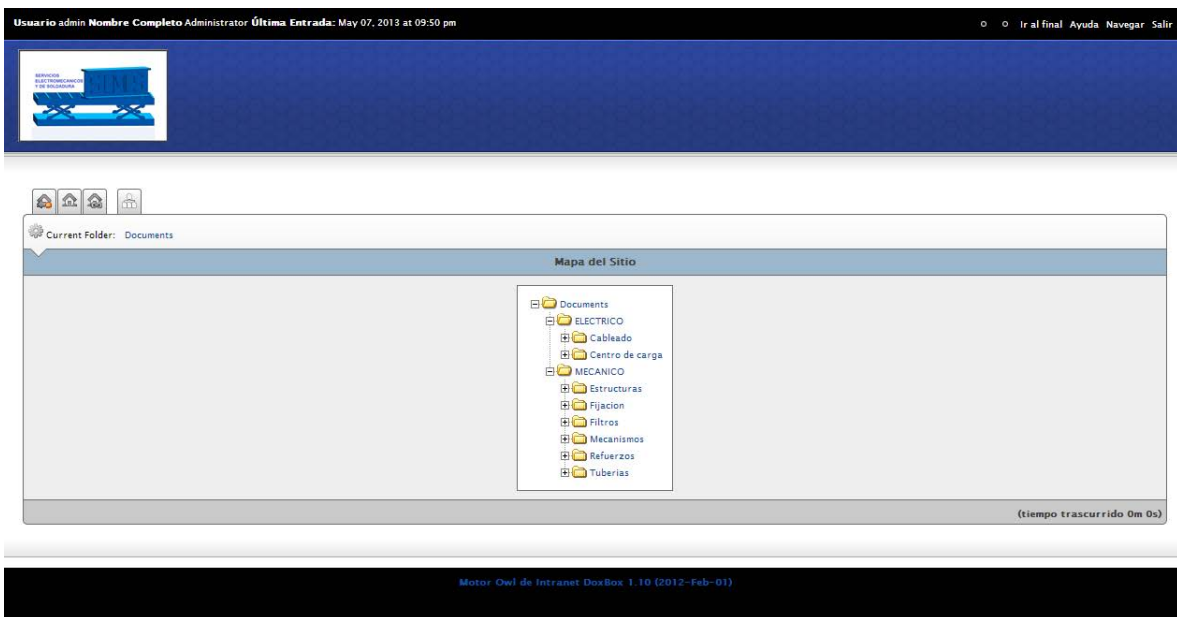 Usuario admin Nombre Completo Administrator Última Entrada: May 07, 2013 at 09:50 pm
Ir al final Ayuda Navegar Salir
SERVICIOS
ELECTROMECANICOS
Y DE SOLDADURA
Current Folder: Documents
Mapa del Sitio
Documents
ELECTRICO
Cableado
Centro de carga
MECANICO
Estructuras
Fijacion
Filtros
Mecanismos
Refuerzos
Tuberias
(tiempo trascurrido 0m 0s)
Motor Owl de Intranet DoxBox 1.10 (2012-Feb-01)